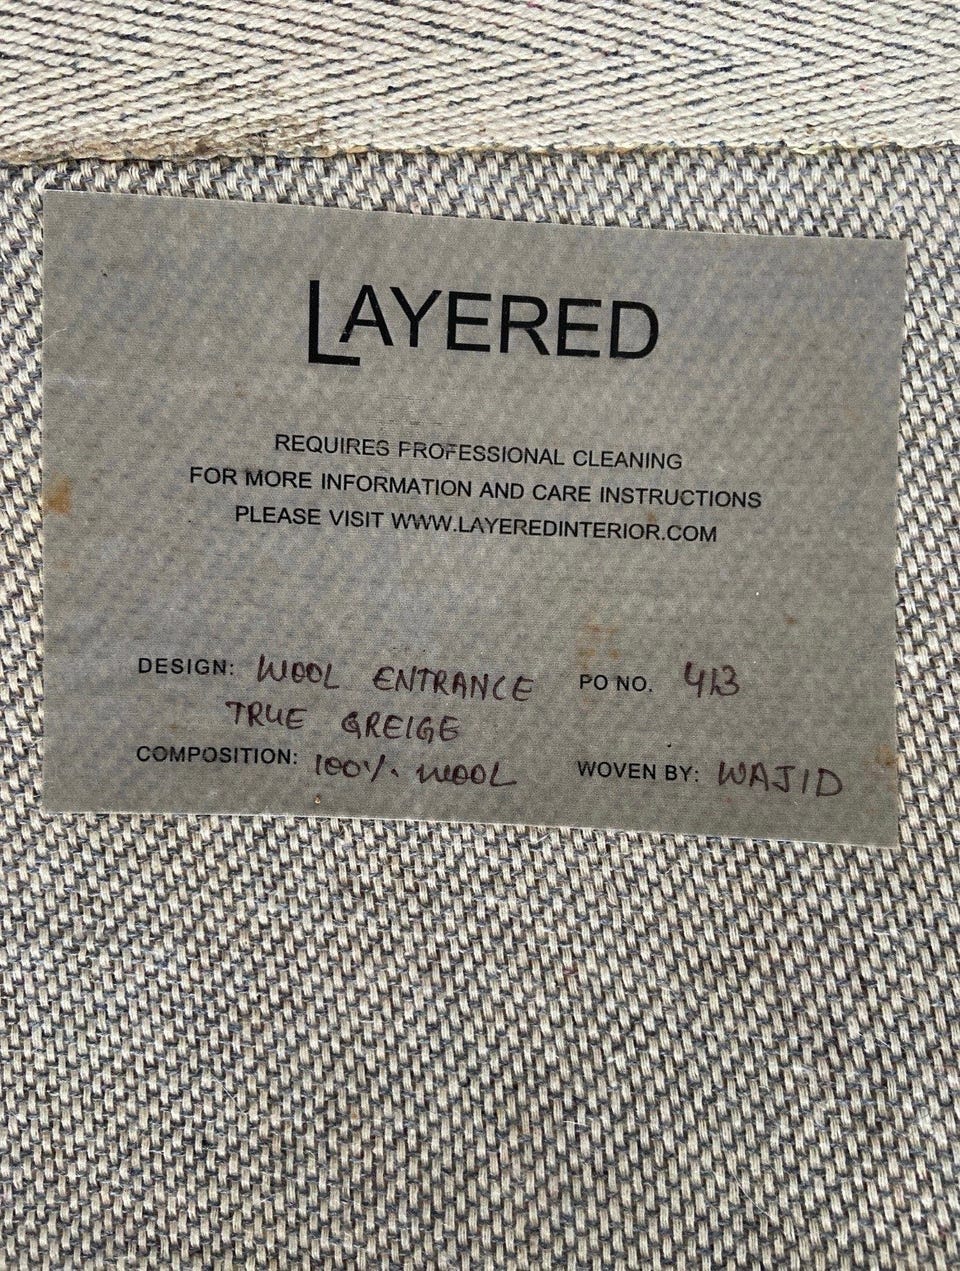 LAYERED
REQUIRES PROFESSIONAL CLEANING
FOR MORE INFORMATION AND CARE INSTRUCTIONS
PLEASE VISIT WWW.LAYEREDINTERIOR.COM
DESIGN: WOOL ENTRANCE PO NO. 413
TRUE GREIGE
COMPOSITION: 100%. WOOL WOVEN BY: WAJID